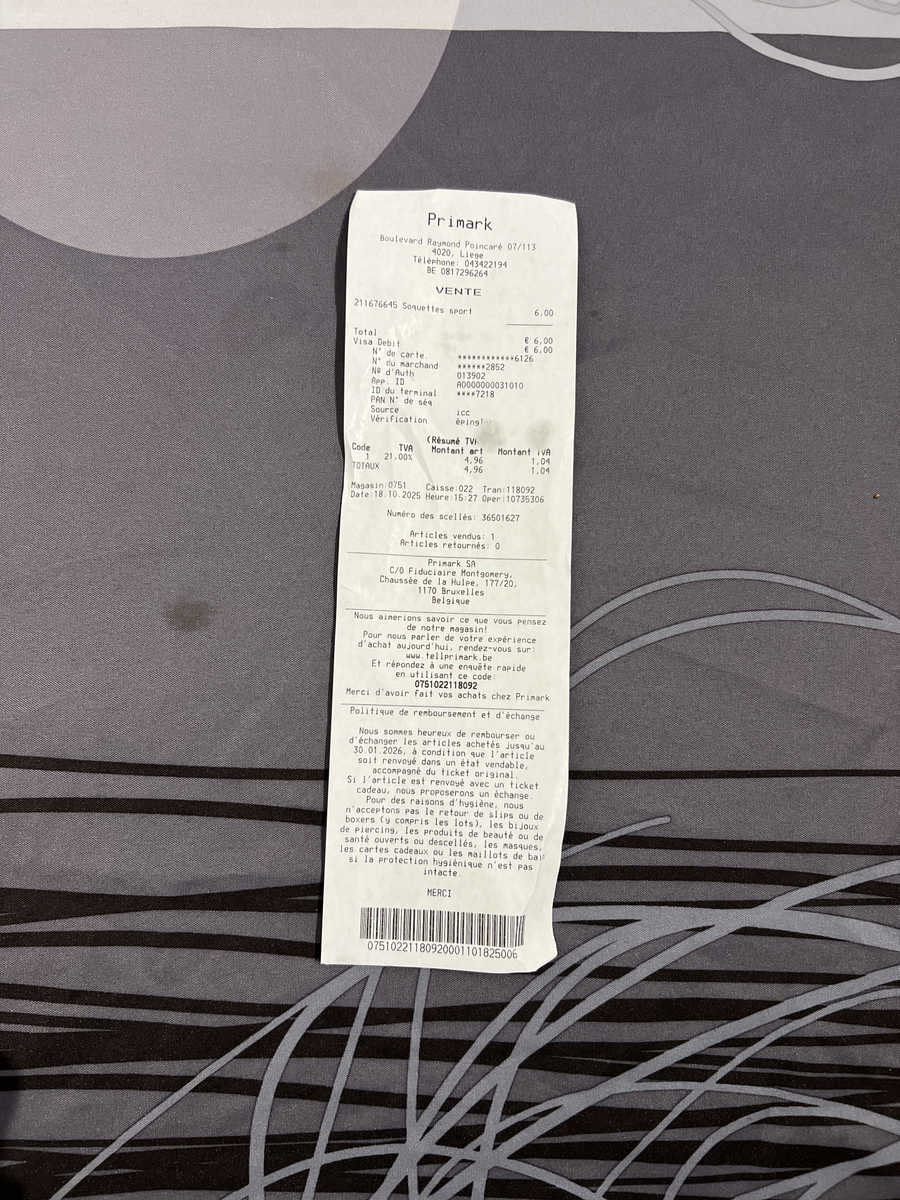 Primark
Boulevard Raymond Poincaré 07/113
4020, Liege
Téléphone: 043422194
BE 0817296264
VENTE
211676645 Soquettes sport 6,00
Total € 6,00
Visa Debit € 6,00
N° de carte. ***********6126
N° du marchand ******2852
Nº d'Auth 013902
App. ID A0000000031010
ID du terminal ****7218
PAN N° de séq
Source icc
Vérification
(Résumé
Code TVA Montant art Montant
1 21,00% 4,96 1,04
TOTAUX 4,96 1,04
Magasin:0751 Caisse:022 Tran:118092
Date:18.10.2025 Heure:15:27 Oper:10735306
Numéro des scellés: 36501627
Articles vendus: 1
Articles retournés: 0
Primark SA
C/O Fiduciaire Montgomery,
Chaussée de la Hulpe, 177/20,
1170 Bruxelles
Belgique
Nous aimerions savoir ce que vous pensez
de notre magasin!
Pour nous parler de votre expérience
d'achat aujourd'hui, rendez-vous sur:
www.tellprimark.be
Et répondez à une enquête rapide
en utilisant ce code:
0751022118092
Merci d'avoir fait vos achats chez Primark
Politique de remboursement et d'échange
Nous sommes heureux de rembourser ou
d'échanger les articles achetés jusqu'au
30.01.2026, à condition que l'article
soit renvoyé dans un état vendable,
accompagné du ticket original.
Si l'article est renvoyé avec un ticket
cadeau, nous proposerons un échange.
Pour des raisons d'hygiène, nous
n'acceptons pas le retour de slips ou de
boxers (y compris les lots), les bijoux
de piercing, les produits de beauté ou de
santé ouverts ou descellés, les masques,
les cartes cadeaux ou les maillots de
si la protection hygiénique n'est pas
intacte.
MERCI
07510221180920001101825006